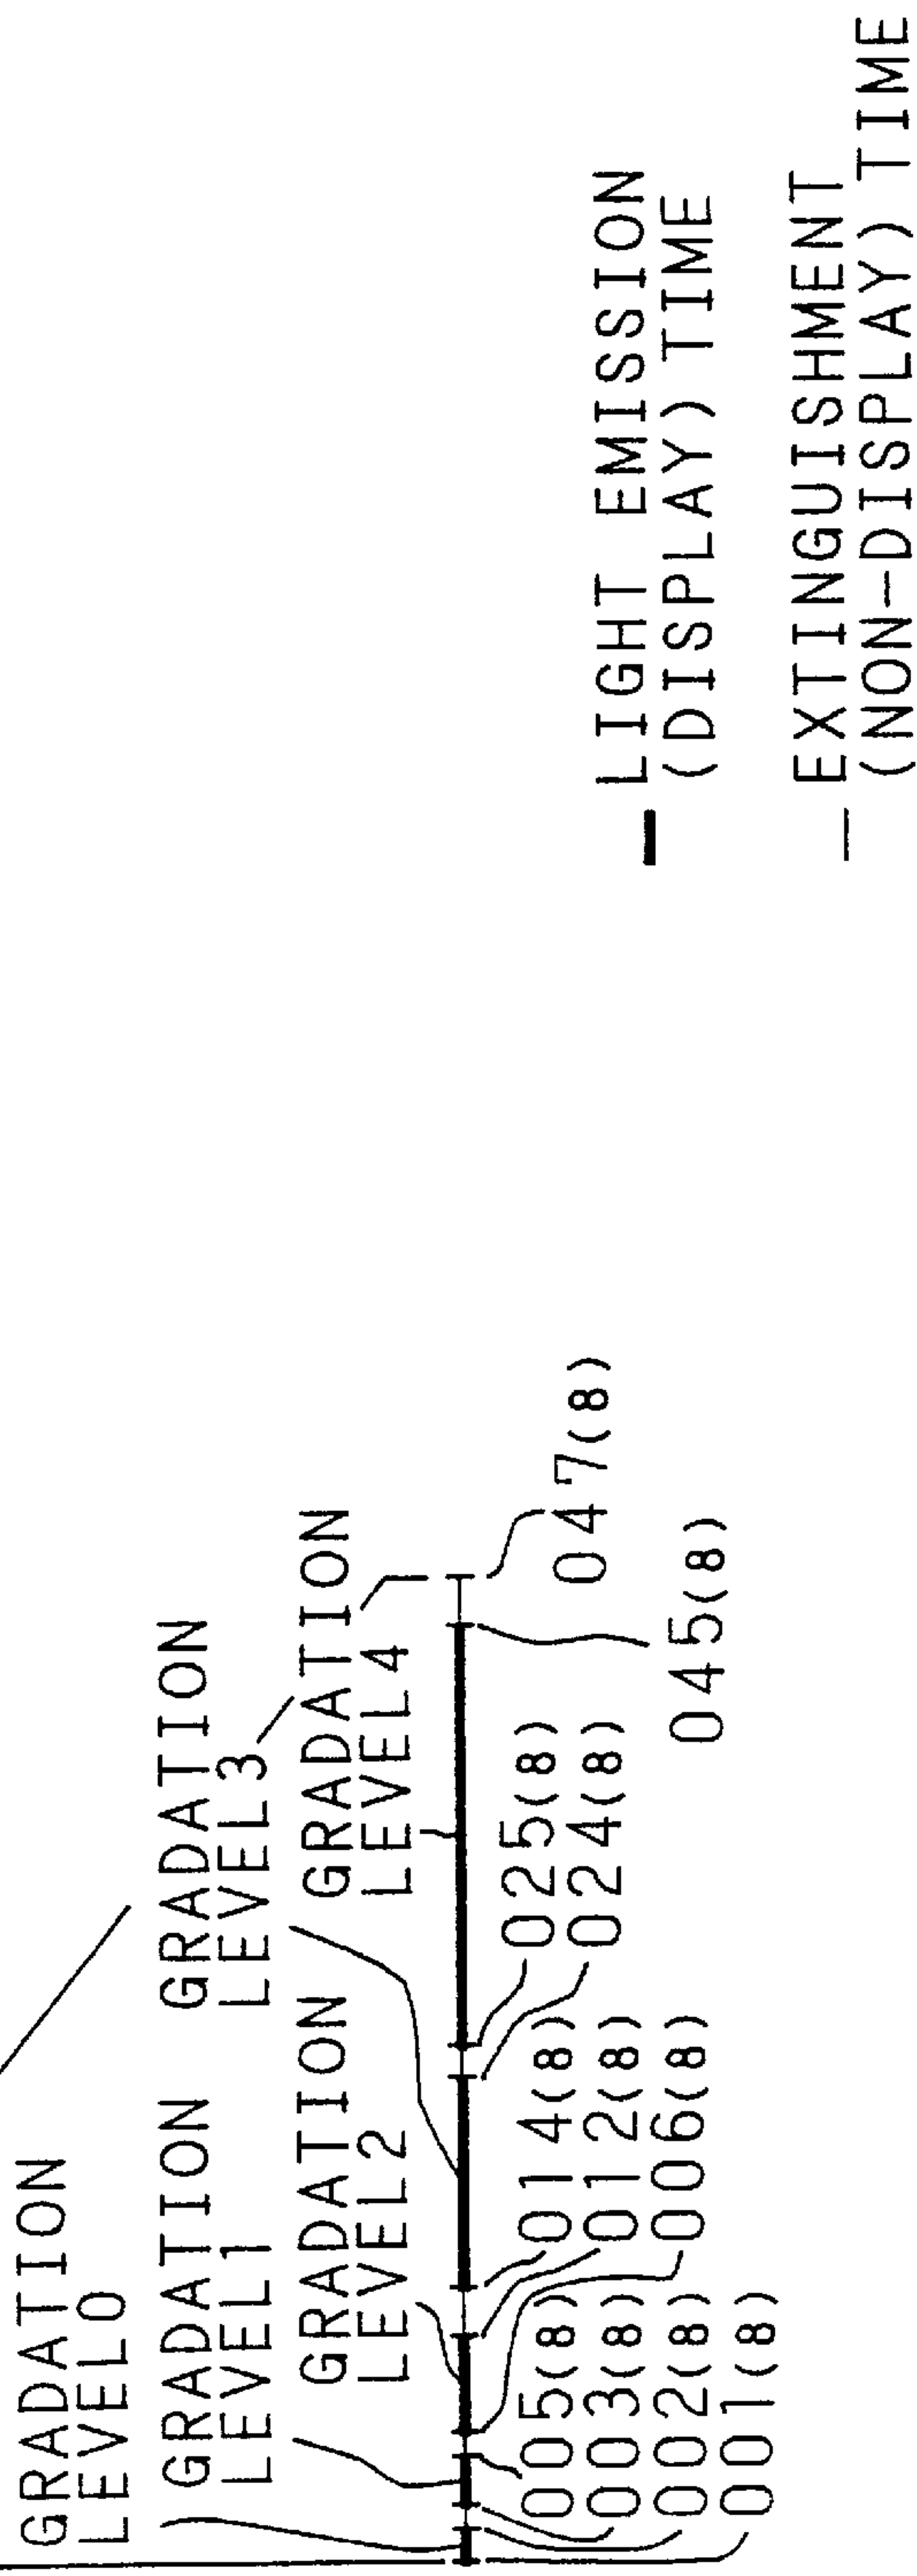 GRADATION
LEVEL0
GRADATION
LEVEL1
GRADATION
LEVEL2
GRADATION
LEVEL3
GRADATION
LEVEL4
005(8)
003(8)
002(8)
001(8)
014(8)
012(8)
006(8)
025(8)
024(8)
045(8)
047(8)
LIGHT EMISSION
(DISPLAY) TIME
EXTINGUISHMENT
(NON-DISPLAY) TIME